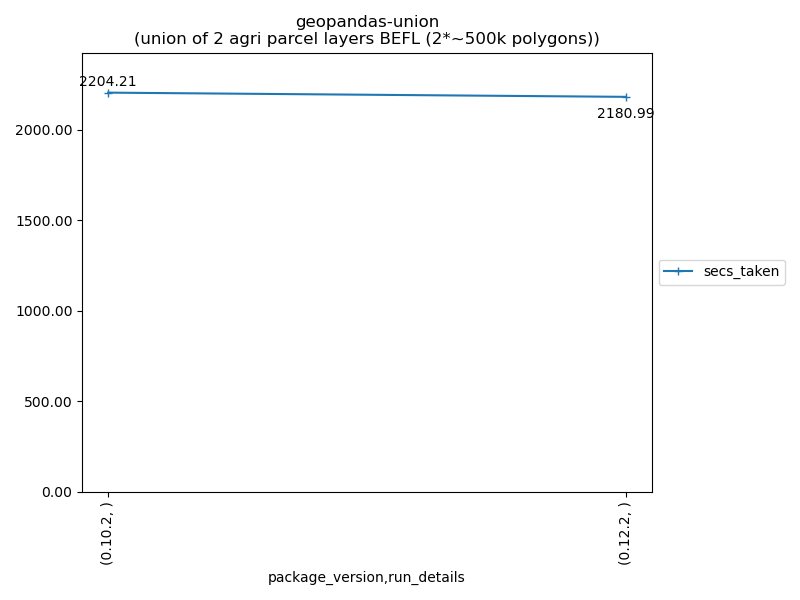 geopandas-union
(union of 2 agri parcel layers BEFL (2*~500k polygons))
2204.21
2180.99
2000.00
1500.00
1000.00
500.00
0.00
secs_taken
(0.10.2, )
(0.12.2, )
package_version,run_details